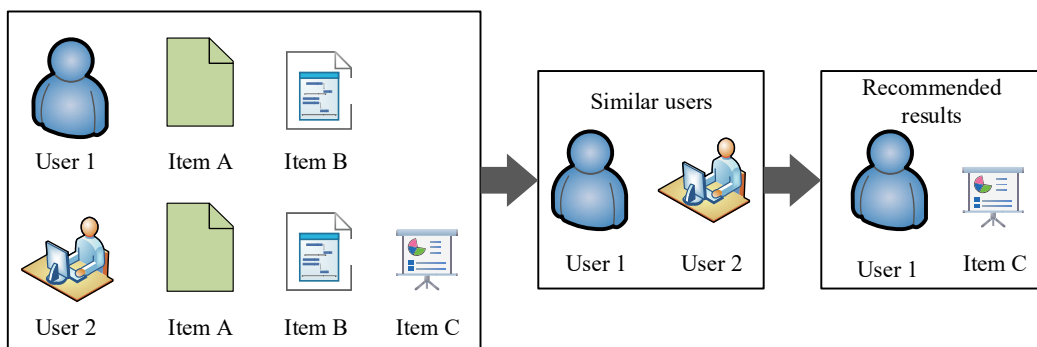 User 1 Item A Item B
User 2 Item A Item B Item C
Similar users
User 1 User 2
Recommended
results
User 1 Item C